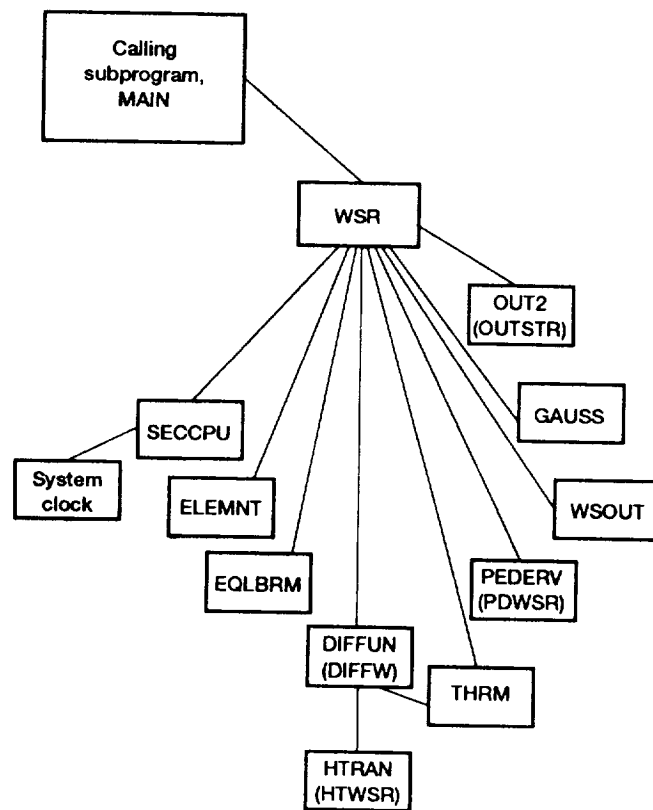 Calling
subprogram,
MAIN
WSR
OUT2
(OUTSTR)
GAUSS
SECCPU
System
clock
ELEMNT
WSOUT
EQLBRM
PEDERV
(PDWSR)
DIFFUN
(DIFFW)
THRM
HTRAN
(HTWSR)